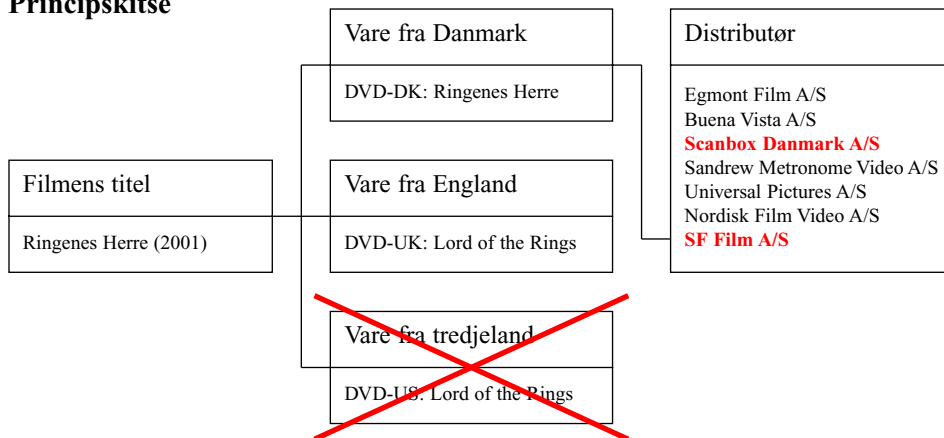 Principskitse
Vare fra Danmark
DVD-DK: Ringenes Herre
Distributør
Egmont Film A/S
Buena Vista A/S
Scanbox Danmark A/S
Sandrew Metronome Video A/S
Universal Pictures A/S
Nordisk Film Video A/S
SF Film A/S
Filmens titel
Ringenes Herre (2001)
Vare fra England
DVD-UK: Lord of the Rings
Vare fra tredjeland
DVD-US: Lord of the Rings